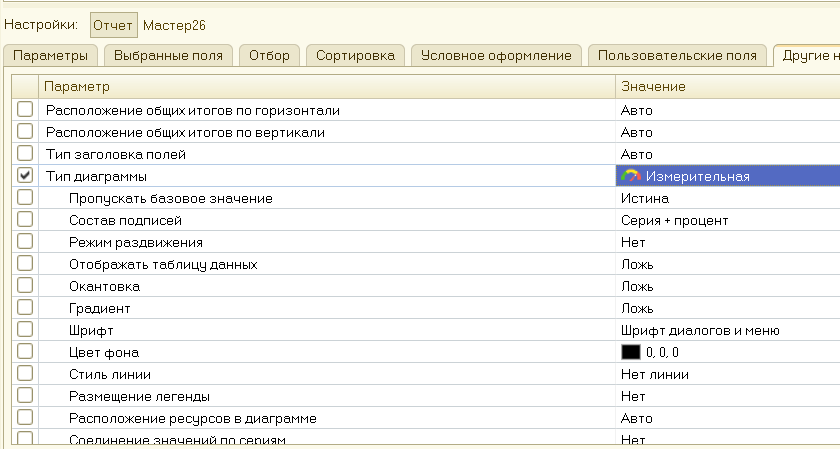 Настройки: Отчет Мастер26
Параметры Выбранные поля Отбор Сортировка Условное оформление Пользовательские поля Другие н
Параметр Значение
Расположение общих итогов по горизонтали Авто
Расположение общих итогов по вертикали Авто
Тип заголовка полей Авто
Тип диаграммы Измерительная
Пропускать базовое значение Истина
Состав подписей Серия + процент
Режим раздвижения Нет
Отображать таблицу данных Ложь
Окантовка Ложь
Градиент Ложь
Шрифт Шрифт диалогов и меню
Цвет фона 0, 0, 0
Стиль линии Нет линии
Размещение легенды Нет
Расположение ресурсов в диаграмме Авто
Соединение значений по сериям Нет